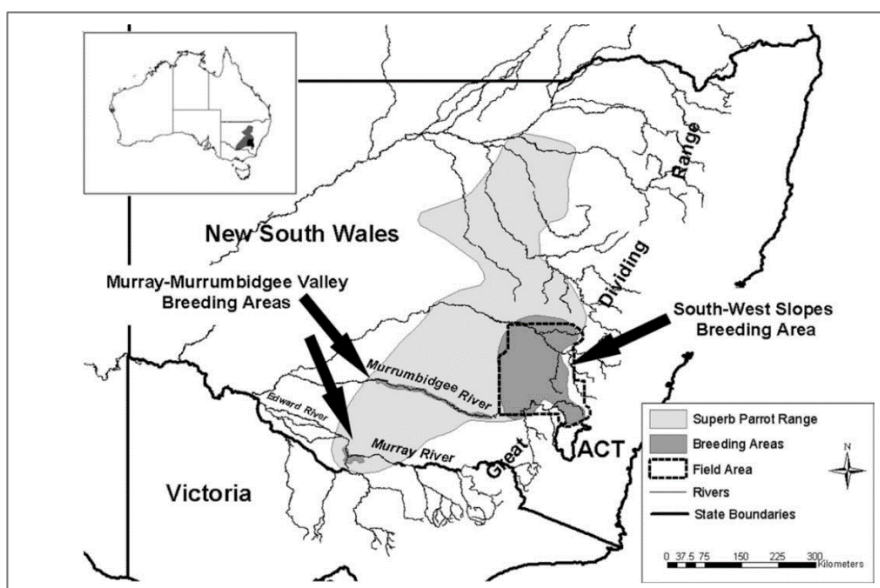 New South Wales
Range
Dividing
Murray-Murrumbidgee Valley
Breeding Areas
South-West Slopes
Breeding Area
Murrumbidgee River
Edward River
Murray River
Great
ACT
Victoria
Superb Parrot Range
Breeding Areas
Field Area
Rivers
State Boundaries
N
0 37.5 75 150 225 300
Kilometers